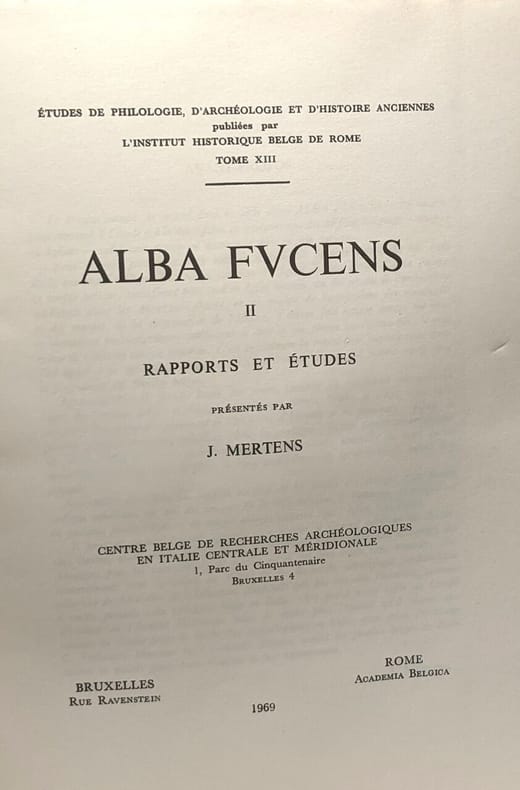 ÉTUDES DE PHILOLOGIE, D'ARCHÉOLOGIE ET D'HISTOIRE ANCIENNES
publiées par
L'INSTITUT HISTORIQUE BELGE DE ROME
TOME XIII
ALBA FVCENS
II
RAPPORTS ET ÉTUDES
PRÉSENTÉS PAR
J. MERTENS
CENTRE BELGE DE RECHERCHES ARCHÉOLOGIQUES
EN ITALIE CENTRALE ET MÉRIDIONALE
1, Parc du Cinquantenaire
BRUXELLES 4
BRUXELLES
RUE RAVENSTEIN
ROME
ACADEMIA BELGICA
1969